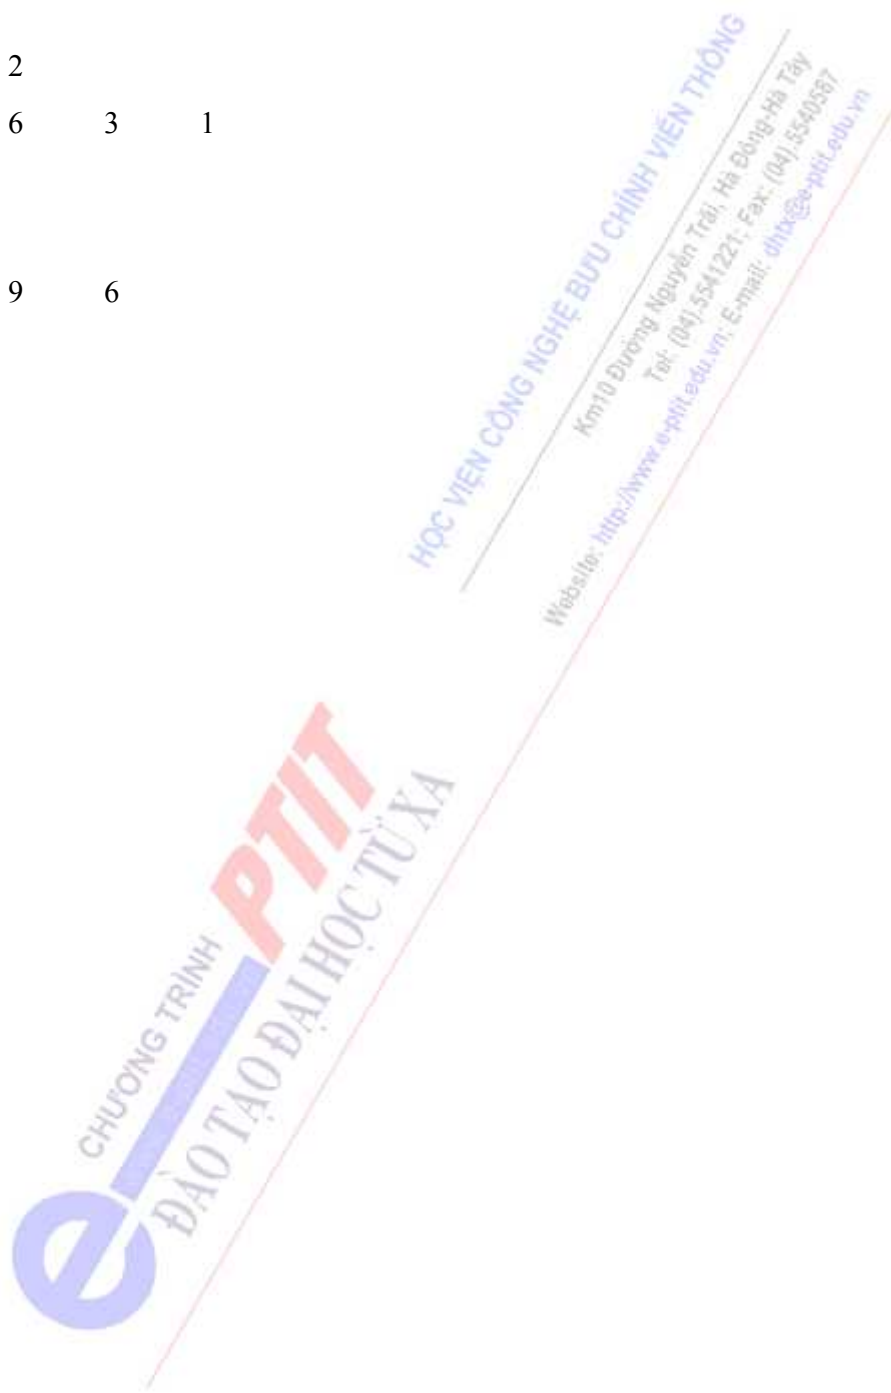 2
6 3 1
9 6
HỌC VIỆN CÔNG NGHỆ BƯU CHÍNH VIỄN THÔNG
Km10 Đường Nguyễn Trãi, Hà Đông-Hà Tây
Tel: (04).5541221; Fax: (04).5540587
Website: http://www.e-ptit.edu.vn; E-mail: dhtx@e-ptit.edu.vn
CHƯƠNG TRÌNH
PTIT
e
ĐÀO TẠO ĐẠI HỌC TỪ XA